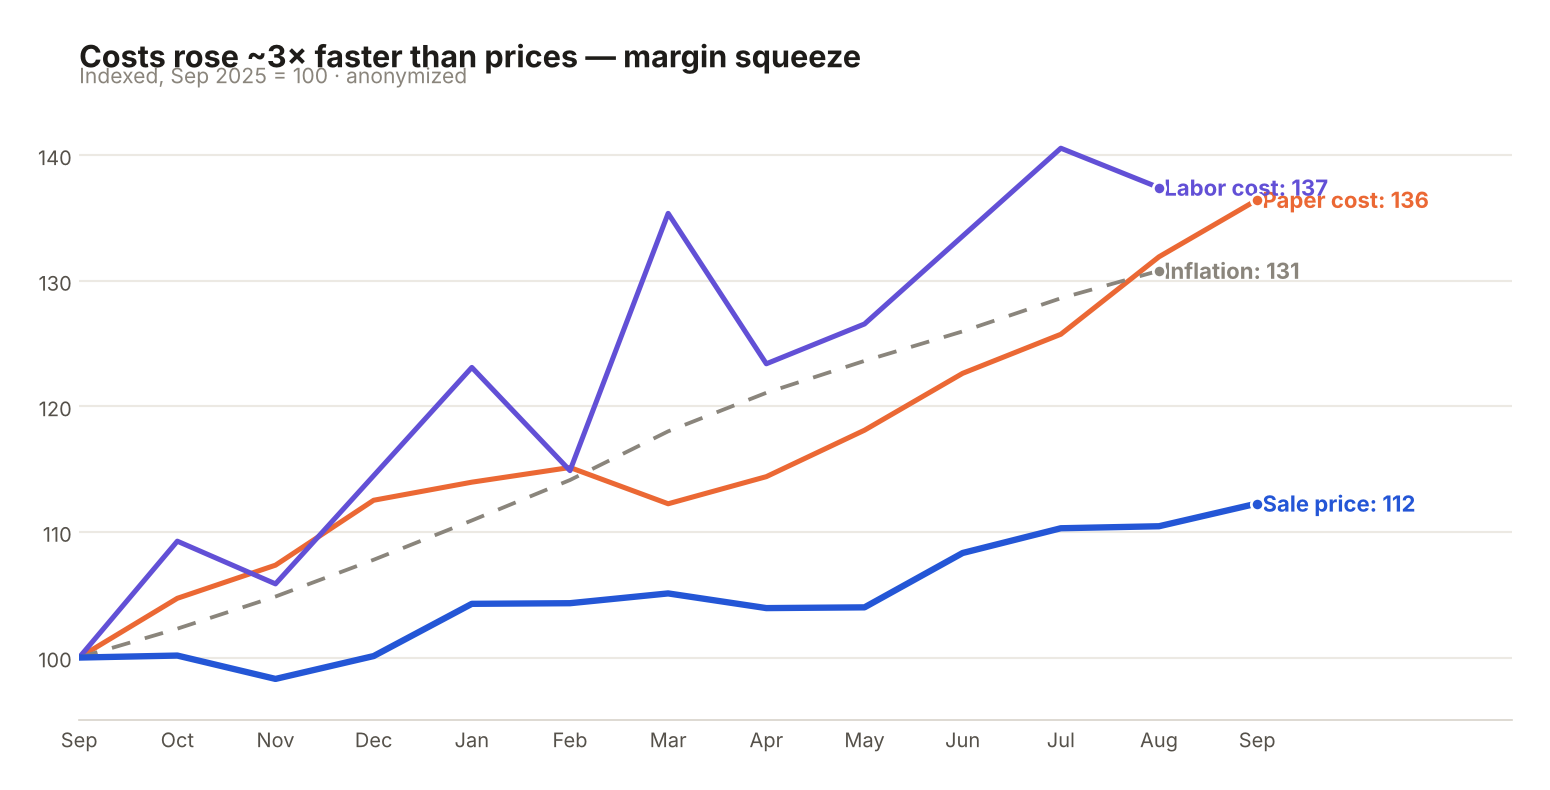 Costs rose ~3× faster than prices — margin squeeze
Indexed, Sep 2025 = 100 · anonymized
140
Labor cost: 137
Paper cost: 136
130
Inflation: 131
120
110
Sale price: 112
100
Sep Oct Nov Dec Jan Feb Mar Apr May Jun Jul Aug Sep